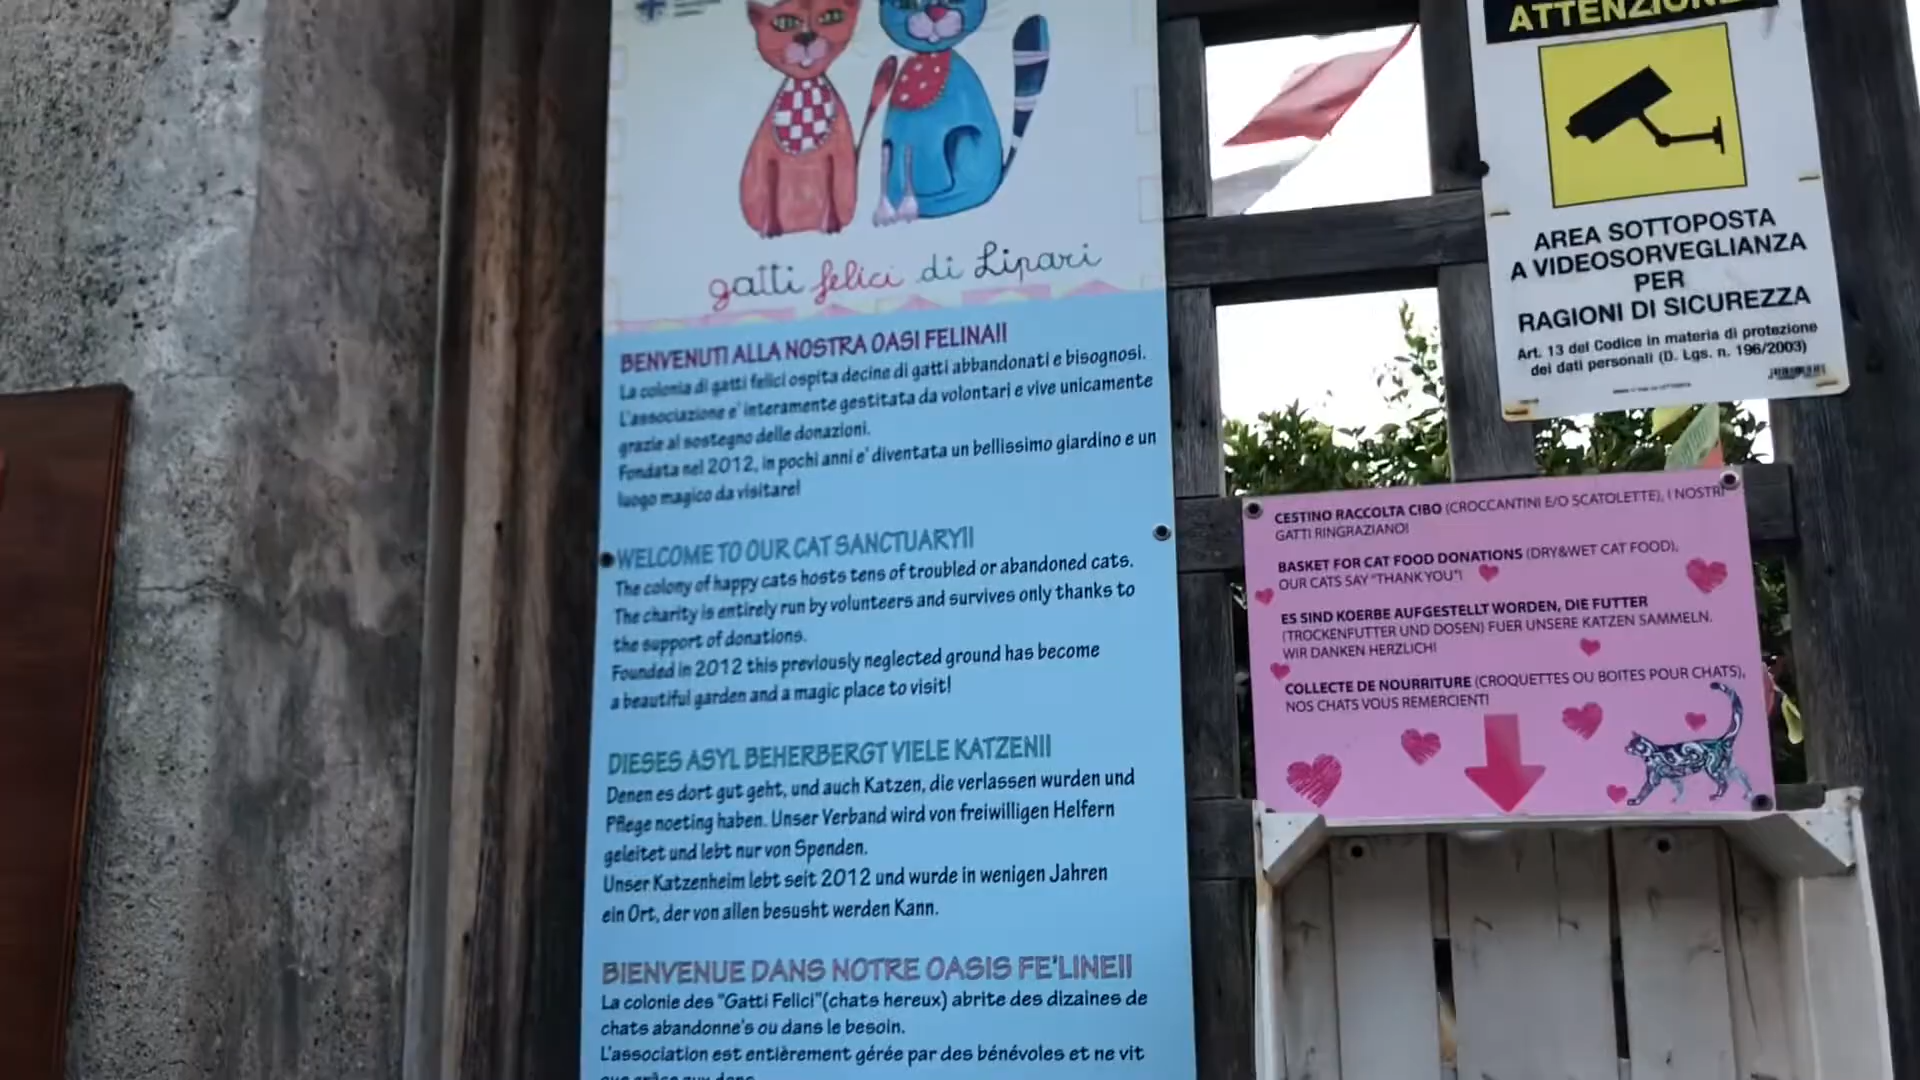 gatti felici di Lipari
BENVENUTI ALLA NOSTRA OASI FELINA!!
La colonia di gatti felici ospita decine di gatti abbandonati e bisognosi.
L'associazione e' interamente gestitata da volontari e vive unicamente
grazie al sostegno delle donazioni.
Fondata nel 2012, in pochi anni e' diventata un bellissimo giardino e un
luogo magico da visitare!
WELCOME TO OUR CAT SANCTUARY!!
The colony of happy cats hosts tens of troubled or abandoned cats.
The charity is entirely run by volunteers and survives only thanks to
the support of donations.
Founded in 2012 this previously neglected ground has become
a beautiful garden and a magic place to visit!
DIESES ASYL BEHERBERGT VIELE KATZEN!!
Denen es dort gut geht, und auch Katzen, die verlassen wurden und
Pflege noeting haben. Unser Verband wird von freiwilligen Helfern
geleitet und lebt nur von Spenden.
Unser Katzenheim lebt seit 2012 und wurde in wenigen Jahren
ein Ort, der von allen besusht werden Kann.
BIENVENUE DANS NOTRE OASIS FE'LINE!!
La colonie des "Gatti Felici"(chats hereux) abrite des dizaines de
chats abandonne's ou dans le besoin.
L'association est entièrement gérée par des bénévoles et ne vit
que grâce aux dons.
ATTENZIONE
AREA SOTTOPOSTA
A VIDEOSORVEGLIANZA
PER
RAGIONI DI SICUREZZA
Art. 13 del Codice in materia di protezione
dei dati personali (D. Lgs. n. 196/2003)
CESTINO RACCOLTA CIBO (CROCCANTINI E/O SCATOLETTE), I NOSTRI
GATTI RINGRAZIANO!
BASKET FOR CAT FOOD DONATIONS (DRY&WET CAT FOOD),
OUR CATS SAY "THANK YOU"!
ES SIND KOERBE AUFGESTELLT WORDEN, DIE FUTTER
(TROCKENFUTTER UND DOSEN) FUER UNSERE KATZEN SAMMELN.
WIR DANKEN HERZLICH!
COLLECTE DE NOURRITURE (CROQUETTES OU BOITES POUR CHATS),
NOS CHATS VOUS REMERCIENT!